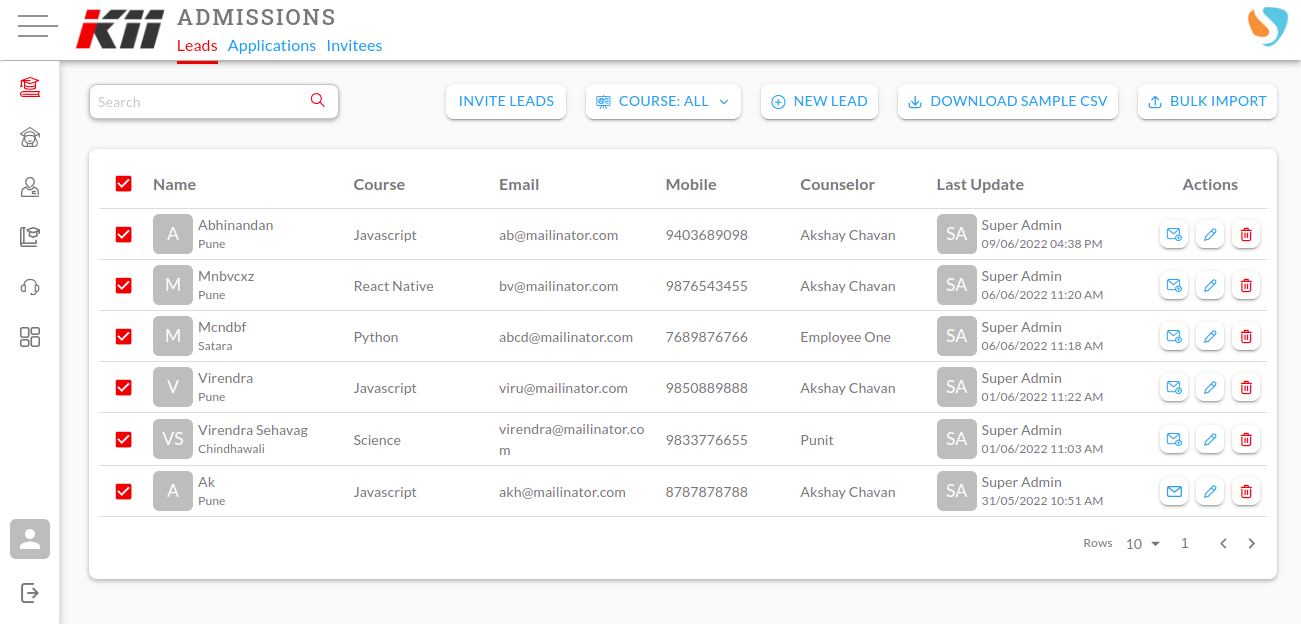 Kİİ
ADMISSIONS
Leads Applications Invitees
Search
INVITE LEADS
COURSE: ALL
NEW LEAD
DOWNLOAD SAMPLE CSV
BULK IMPORT
Name Course Email Mobile Counselor Last Update Actions
A Abhinandan Javascript ab@mailinator.com 9403689098 Akshay Chavan SA Super Admin
Pune 09/06/2022 04:38 PM
M Mnbvcxz React Native bv@mailinator.com 9876543455 Akshay Chavan SA Super Admin
Pune 06/06/2022 11:20 AM
M Mcndbf Python abcd@mailinator.com 7689876766 Employee One SA Super Admin
Satara 06/06/2022 11:18 AM
V Virendra Javascript viru@mailinator.com 9850889888 Akshay Chavan SA Super Admin
Pune 01/06/2022 11:22 AM
VS Virendra Sehavag Science virendra@mailinator.co 9833776655 Punit SA Super Admin
Chindhawali m 01/06/2022 11:03 AM
A Ak Javascript akh@mailinator.com 8787878788 Akshay Chavan SA Super Admin
Pune 31/05/2022 10:51 AM
Rows 10 1